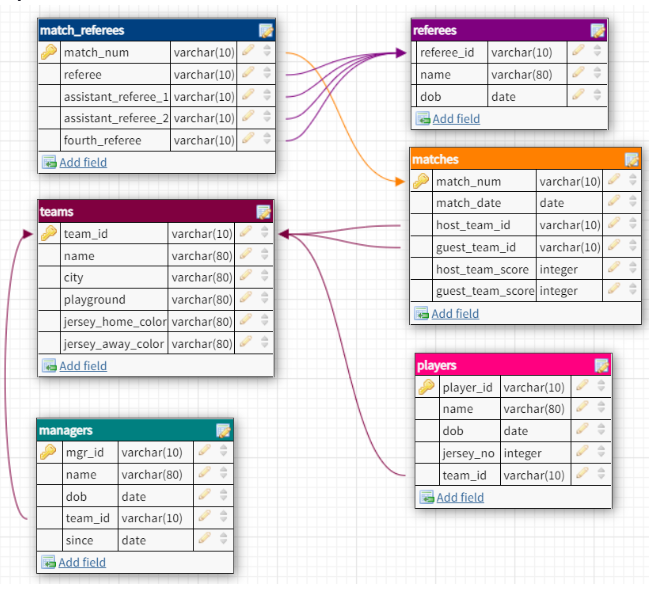 match_referees
match_num varchar(10)
referee varchar(10)
assistant_referee_1 varchar(10)
assistant_referee_2 varchar(10)
fourth_referee varchar(10)
Add field
referees
referee_id varchar(10)
name varchar(80)
dob date
Add field
matches
match_num varchar(10)
match_date date
host_team_id varchar(10)
guest_team_id varchar(10)
host_team_score integer
guest_team_score integer
Add field
teams
team_id varchar(10)
name varchar(80)
city varchar(80)
playground varchar(80)
jersey_home_color varchar(80)
jersey_away_color varchar(80)
Add field
players
player_id varchar(10)
name varchar(80)
dob date
jersey_no integer
team_id varchar(10)
Add field
managers
mgr_id varchar(10)
name varchar(80)
dob date
team_id varchar(10)
since date
Add field